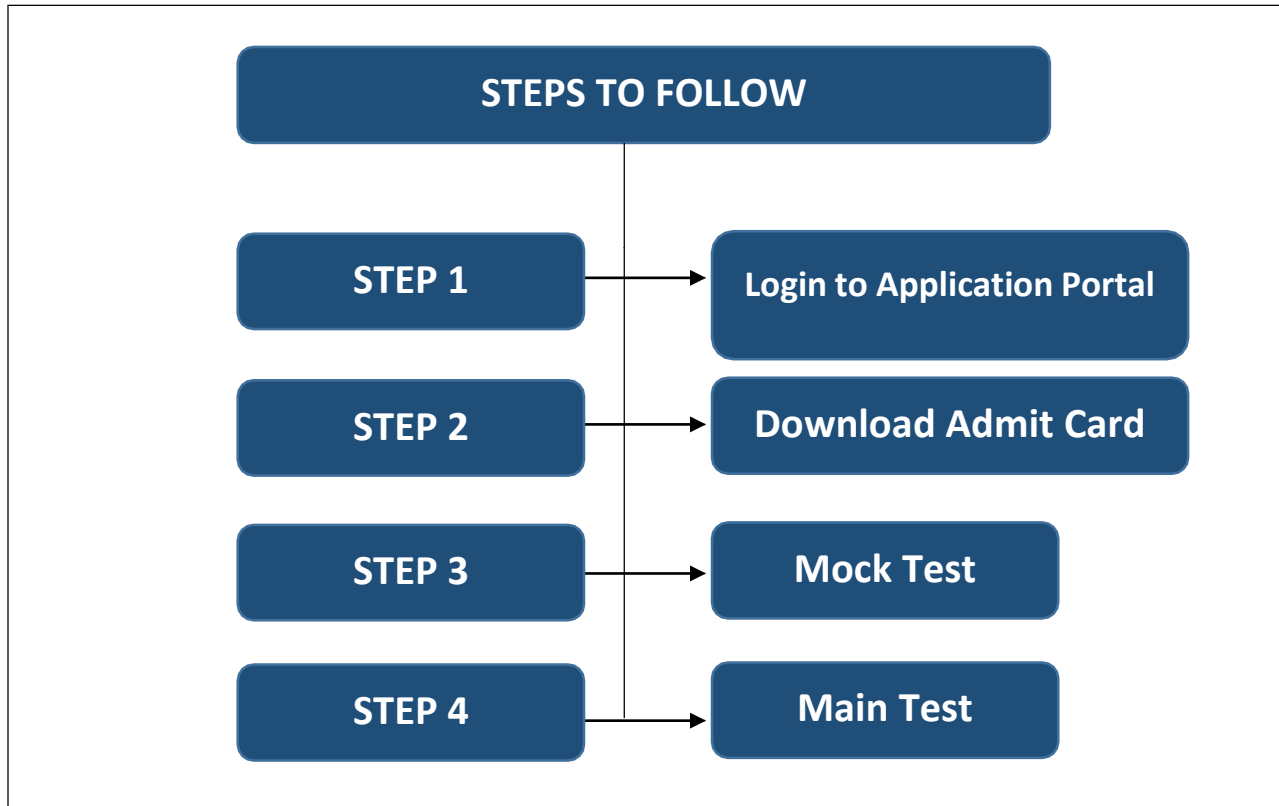 STEPS TO FOLLOW
STEP 1
Login to Application Portal
STEP 2
Download Admit Card
STEP 3
Mock Test
STEP 4
Main Test